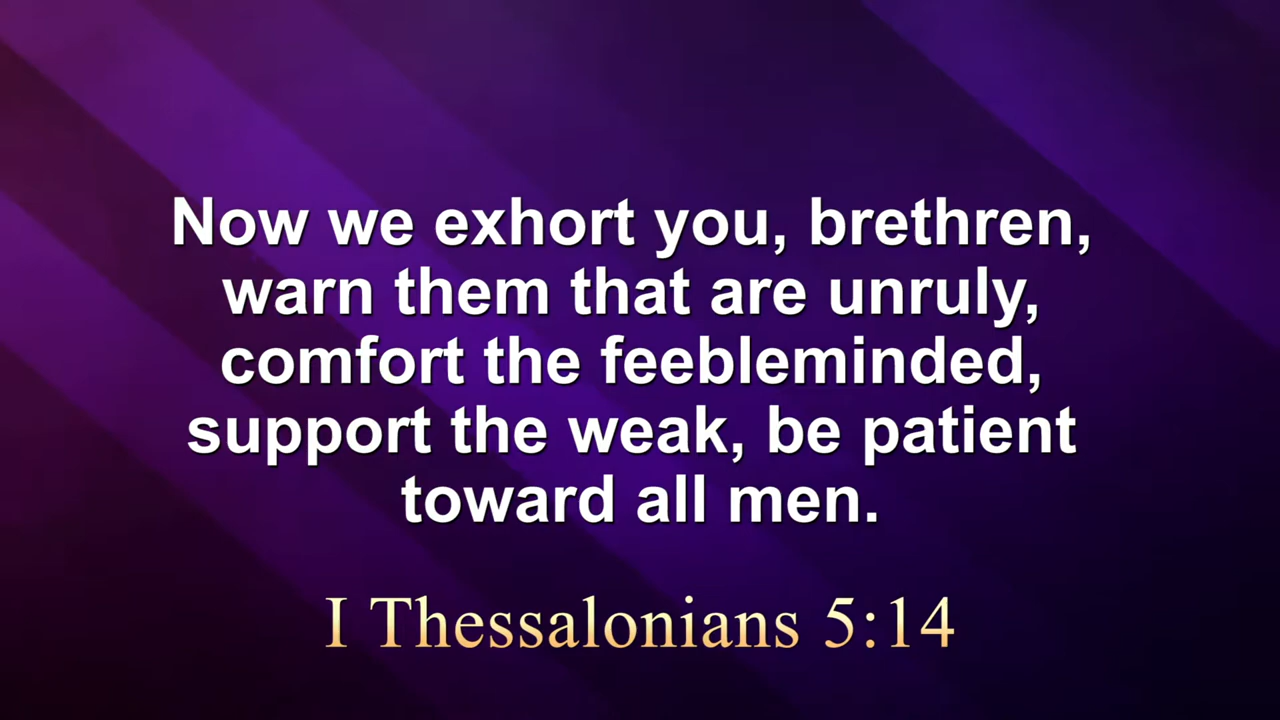 Now we exhort you, brethren,
warn them that are unruly,
comfort the feebleminded,
support the weak, be patient
toward all men.
I Thessalonians 5:14